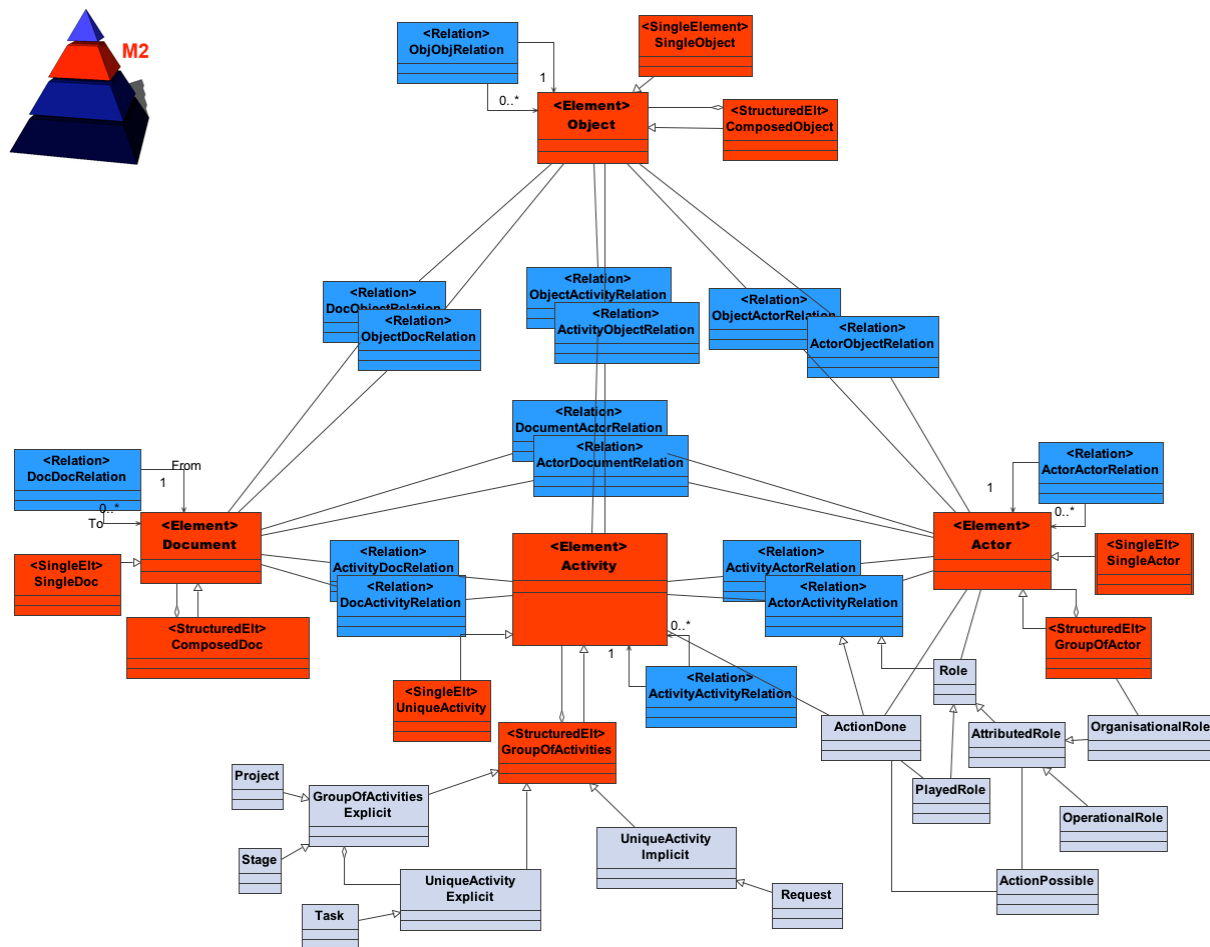 M2
<Relation>
ObjObjRelation
<SingleElement>
SingleObject
1
0..*
<Element>
Object
<StructuredElt>
ComposedObject
<Relation>
DocObjectRelation
<Relation>
ObjectDocRelation
<Relation>
ObjectActivityRelation
<Relation>
ActivityObjectRelation
<Relation>
ObjectActorRelation
<Relation>
ActorObjectRelation
<Relation>
DocumentActorRelation
<Relation>
ActorDocumentRelation
<Relation>
DocDocRelation
From
1
0..*
To
<Relation>
ActorActorRelation
1
0..*
<Element>
Document
<Element>
Activity
<Element>
Actor
<SingleElt>
SingleDoc
<Relation>
ActivityDocRelation
<Relation>
DocActivityRelation
<Relation>
ActivityActorRelation
<Relation>
ActorActivityRelation
<SingleElt>
SingleActor
<StructuredElt>
ComposedDoc
<StructuredElt>
GroupOfActor
0..*
1
<SingleElt>
UniqueActivity
<Relation>
ActivityActivityRelation
Role
<StructuredElt>
GroupOfActivities
ActionDone
AttributedRole
OrganisationalRole
Project
GroupOfActivities
Explicit
PlayedRole
OperationalRole
UniqueActivity
Implicit
Stage
UniqueActivity
Explicit
Request
ActionPossible
Task